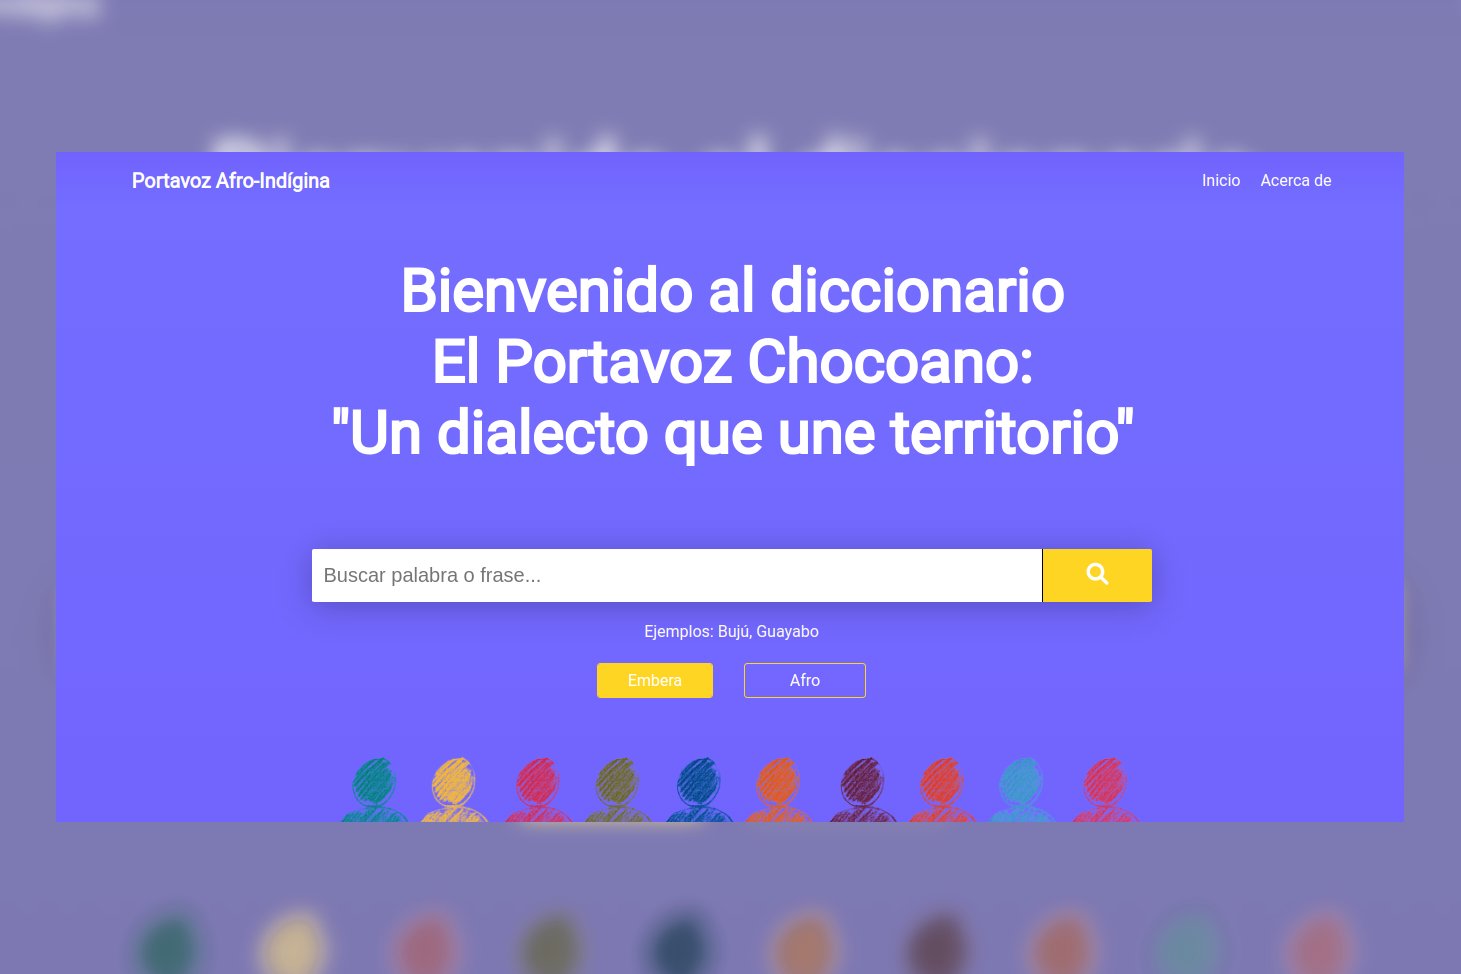 Portavoz Afro-Indígina
Inicio
Acerca de
Bienvenido al diccionario
El Portavoz Chocoano:
"Un dialecto que une territorio"
Buscar palabra o frase...
Ejemplos: Bujú, Guayabo
Embera
Afro